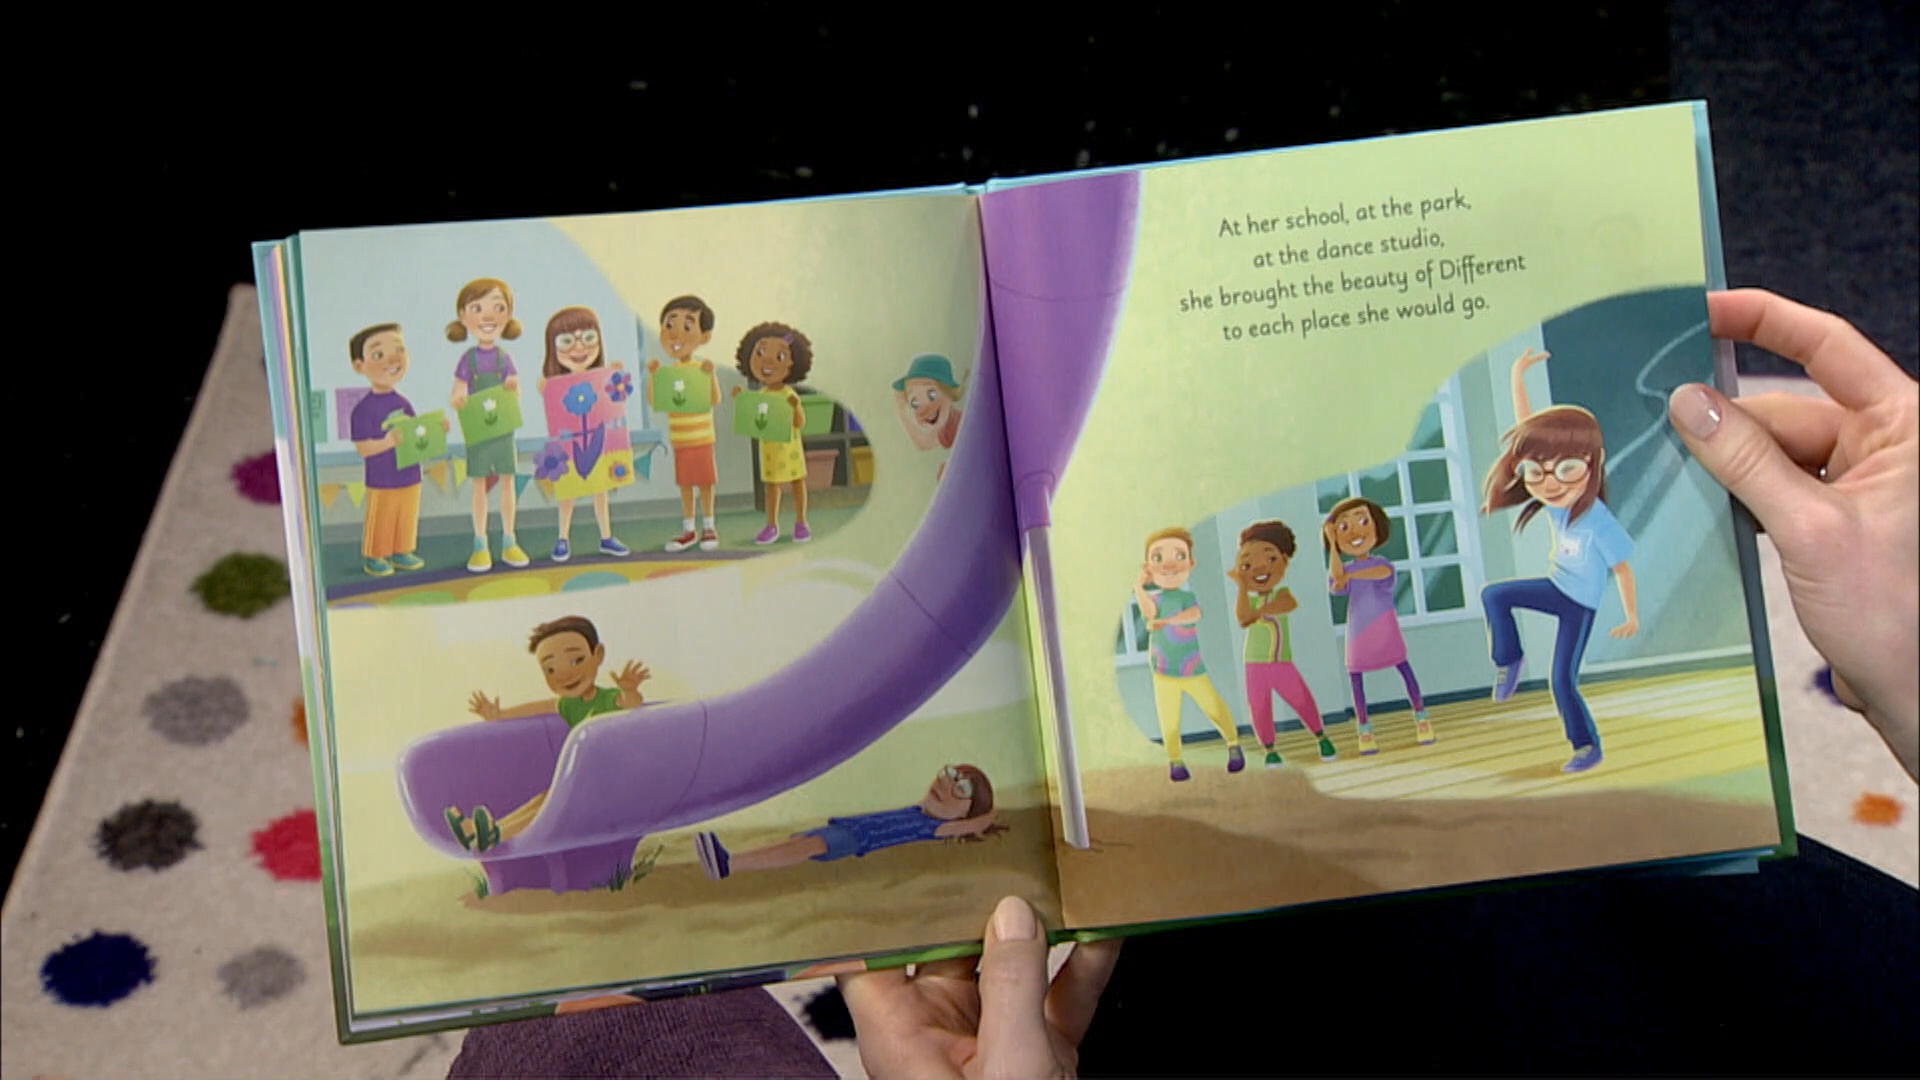 At her school, at the park,
at the dance studio,
she brought the beauty of Different
to each place she would go.